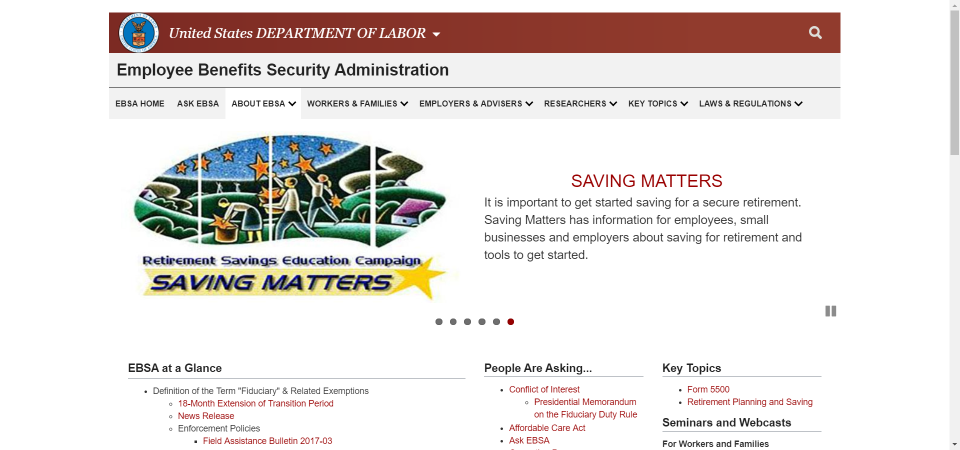 United States DEPARTMENT OF LABOR
Employee Benefits Security Administration
EBSA HOME ASK EBSA ABOUT EBSA WORKERS & FAMILIES EMPLOYERS & ADVISERS RESEARCHERS KEY TOPICS LAWS & REGULATIONS
Retirement Savings Education Campaign
SAVING MATTERS
SAVING MATTERS
It is important to get started saving for a secure retirement.
Saving Matters has information for employees, small
businesses and employers about saving for retirement and
tools to get started.
EBSA at a Glance
Definition of the Term "Fiduciary" & Related Exemptions
18-Month Extension of Transition Period
News Release
Enforcement Policies
Field Assistance Bulletin 2017-03
People Are Asking...
Conflict of Interest
Presidential Memorandum
on the Fiduciary Duty Rule
Affordable Care Act
Ask EBSA
Key Topics
Form 5500
Retirement Planning and Saving
Seminars and Webcasts
For Workers and Families